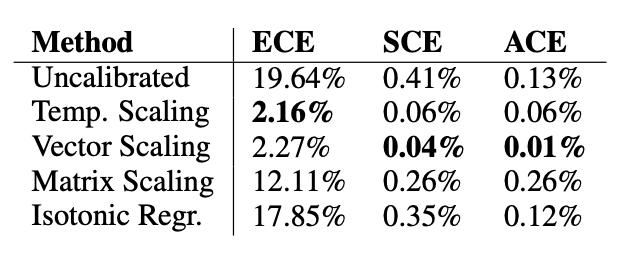 Method ECE SCE ACE
Uncalibrated 19.64% 0.41% 0.13%
Temp. Scaling 2.16% 0.06% 0.06%
Vector Scaling 2.27% 0.04% 0.01%
Matrix Scaling 12.11% 0.26% 0.26%
Isotonic Regr. 17.85% 0.35% 0.12%